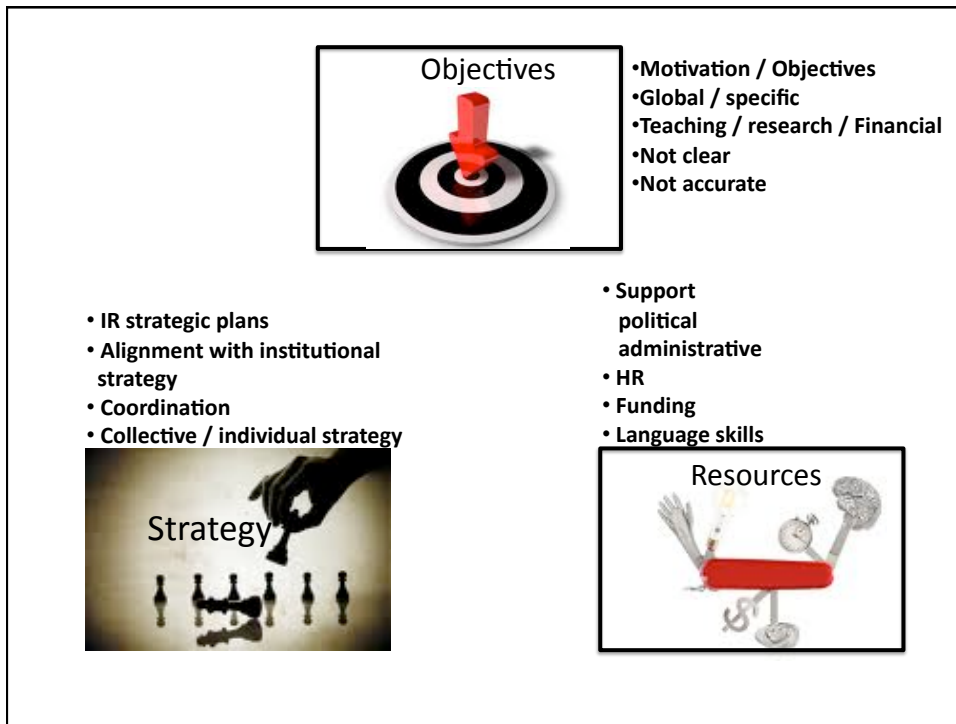 Objectives
•Motivation / Objectives
•Global / specific
•Teaching / research / Financial
•Not clear
•Not accurate
• IR strategic plans
• Alignment with institutional
strategy
• Coordination
• Collective / individual strategy
Strategy
• Support
political
administrative
• HR
• Funding
• Language skills
Resources
$